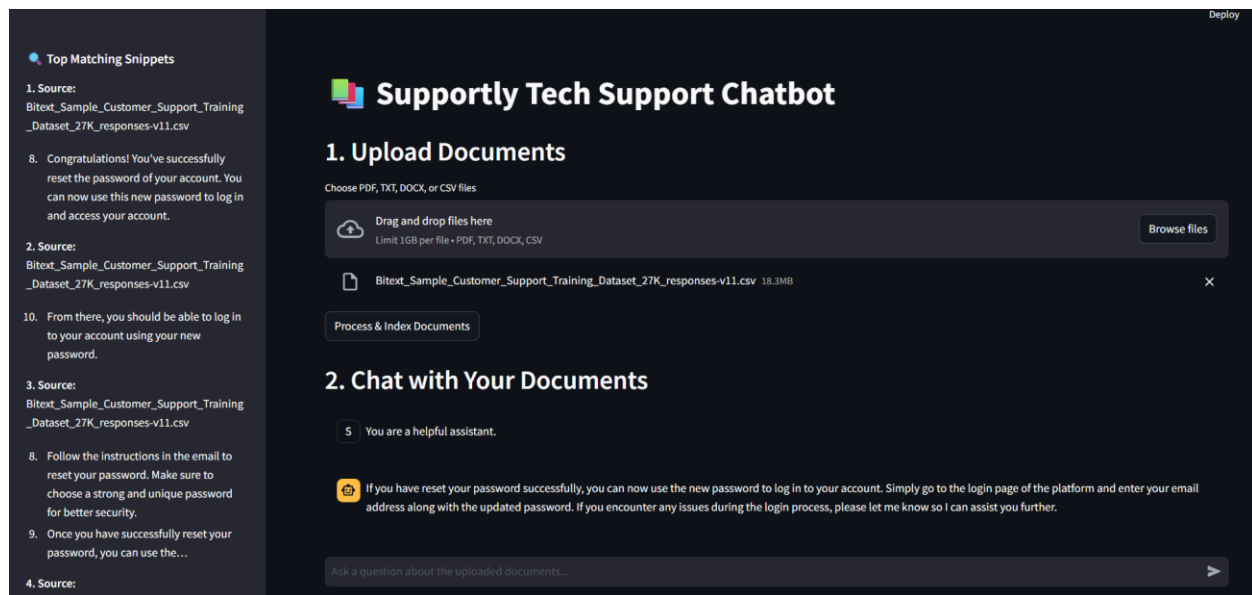 Deploy
Top Matching Snippets
1. Source:
Bitext_Sample_Customer_Support_Training
_Dataset_27K_responses-v11.csv
8. Congratulations! You've successfully
reset the password of your account. You
can now use this new password to log in
and access your account.
2. Source:
Bitext_Sample_Customer_Support_Training
_Dataset_27K_responses-v11.csv
10. From there, you should be able to log in
to your account using your new
password.
3. Source:
Bitext_Sample_Customer_Support_Training
_Dataset_27K_responses-v11.csv
8. Follow the instructions in the email to
reset your password. Make sure to
choose a strong and unique password
for better security.
9. Once you have successfully reset your
password, you can use the...
4. Source:
Supportly Tech Support Chatbot
1. Upload Documents
Choose PDF, TXT, DOCX, or CSV files
Drag and drop files here
Limit 1GB per file • PDF, TXT, DOCX, CSV
Browse files
Bitext_Sample_Customer_Support_Training_Dataset_27K_responses-v11.csv 18.3MB
Process & Index Documents
2. Chat with Your Documents
S You are a helpful assistant.
If you have reset your password successfully, you can now use the new password to log in to your account. Simply go to the login page of the platform and enter your email
address along with the updated password. If you encounter any issues during the login process, please let me know so I can assist you further.
Ask a question about the uploaded documents...